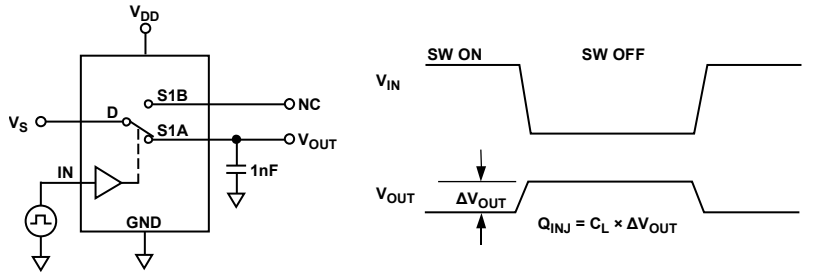 VDD
S1B
NC
VS
D
S1A
VOUT
IN
1nF
GND
SW ON
SW OFF
VIN
VOUT
ΔVOUT
QINJ = CL × ΔVOUT